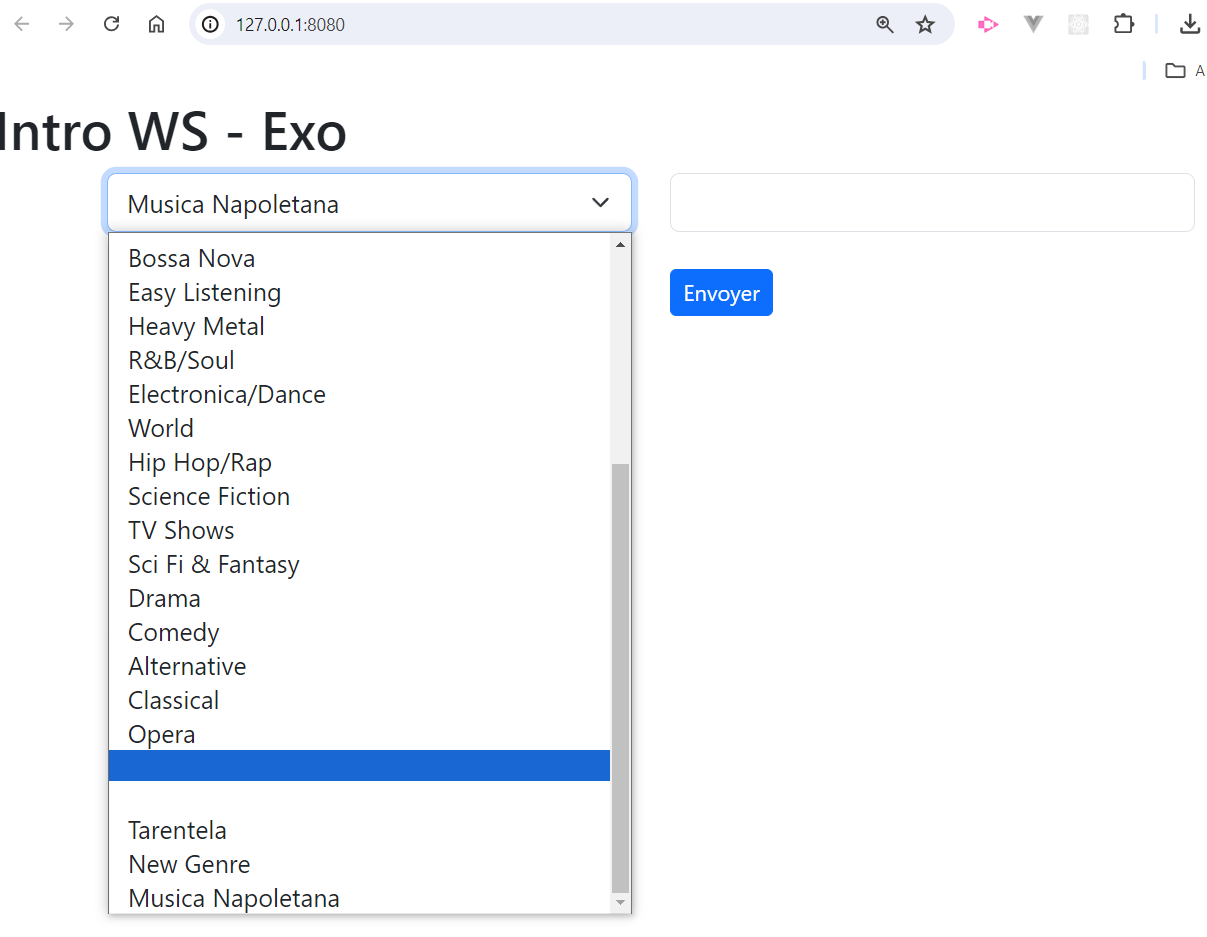 127.0.0.1:8080
A
Intro WS - Exo
Musica Napoletana
Bossa Nova
Easy Listening
Heavy Metal
R&B/Soul
Electronica/Dance
World
Hip Hop/Rap
Science Fiction
TV Shows
Sci Fi & Fantasy
Drama
Comedy
Alternative
Classical
Opera
Tarentela
New Genre
Musica Napoletana
Envoyer